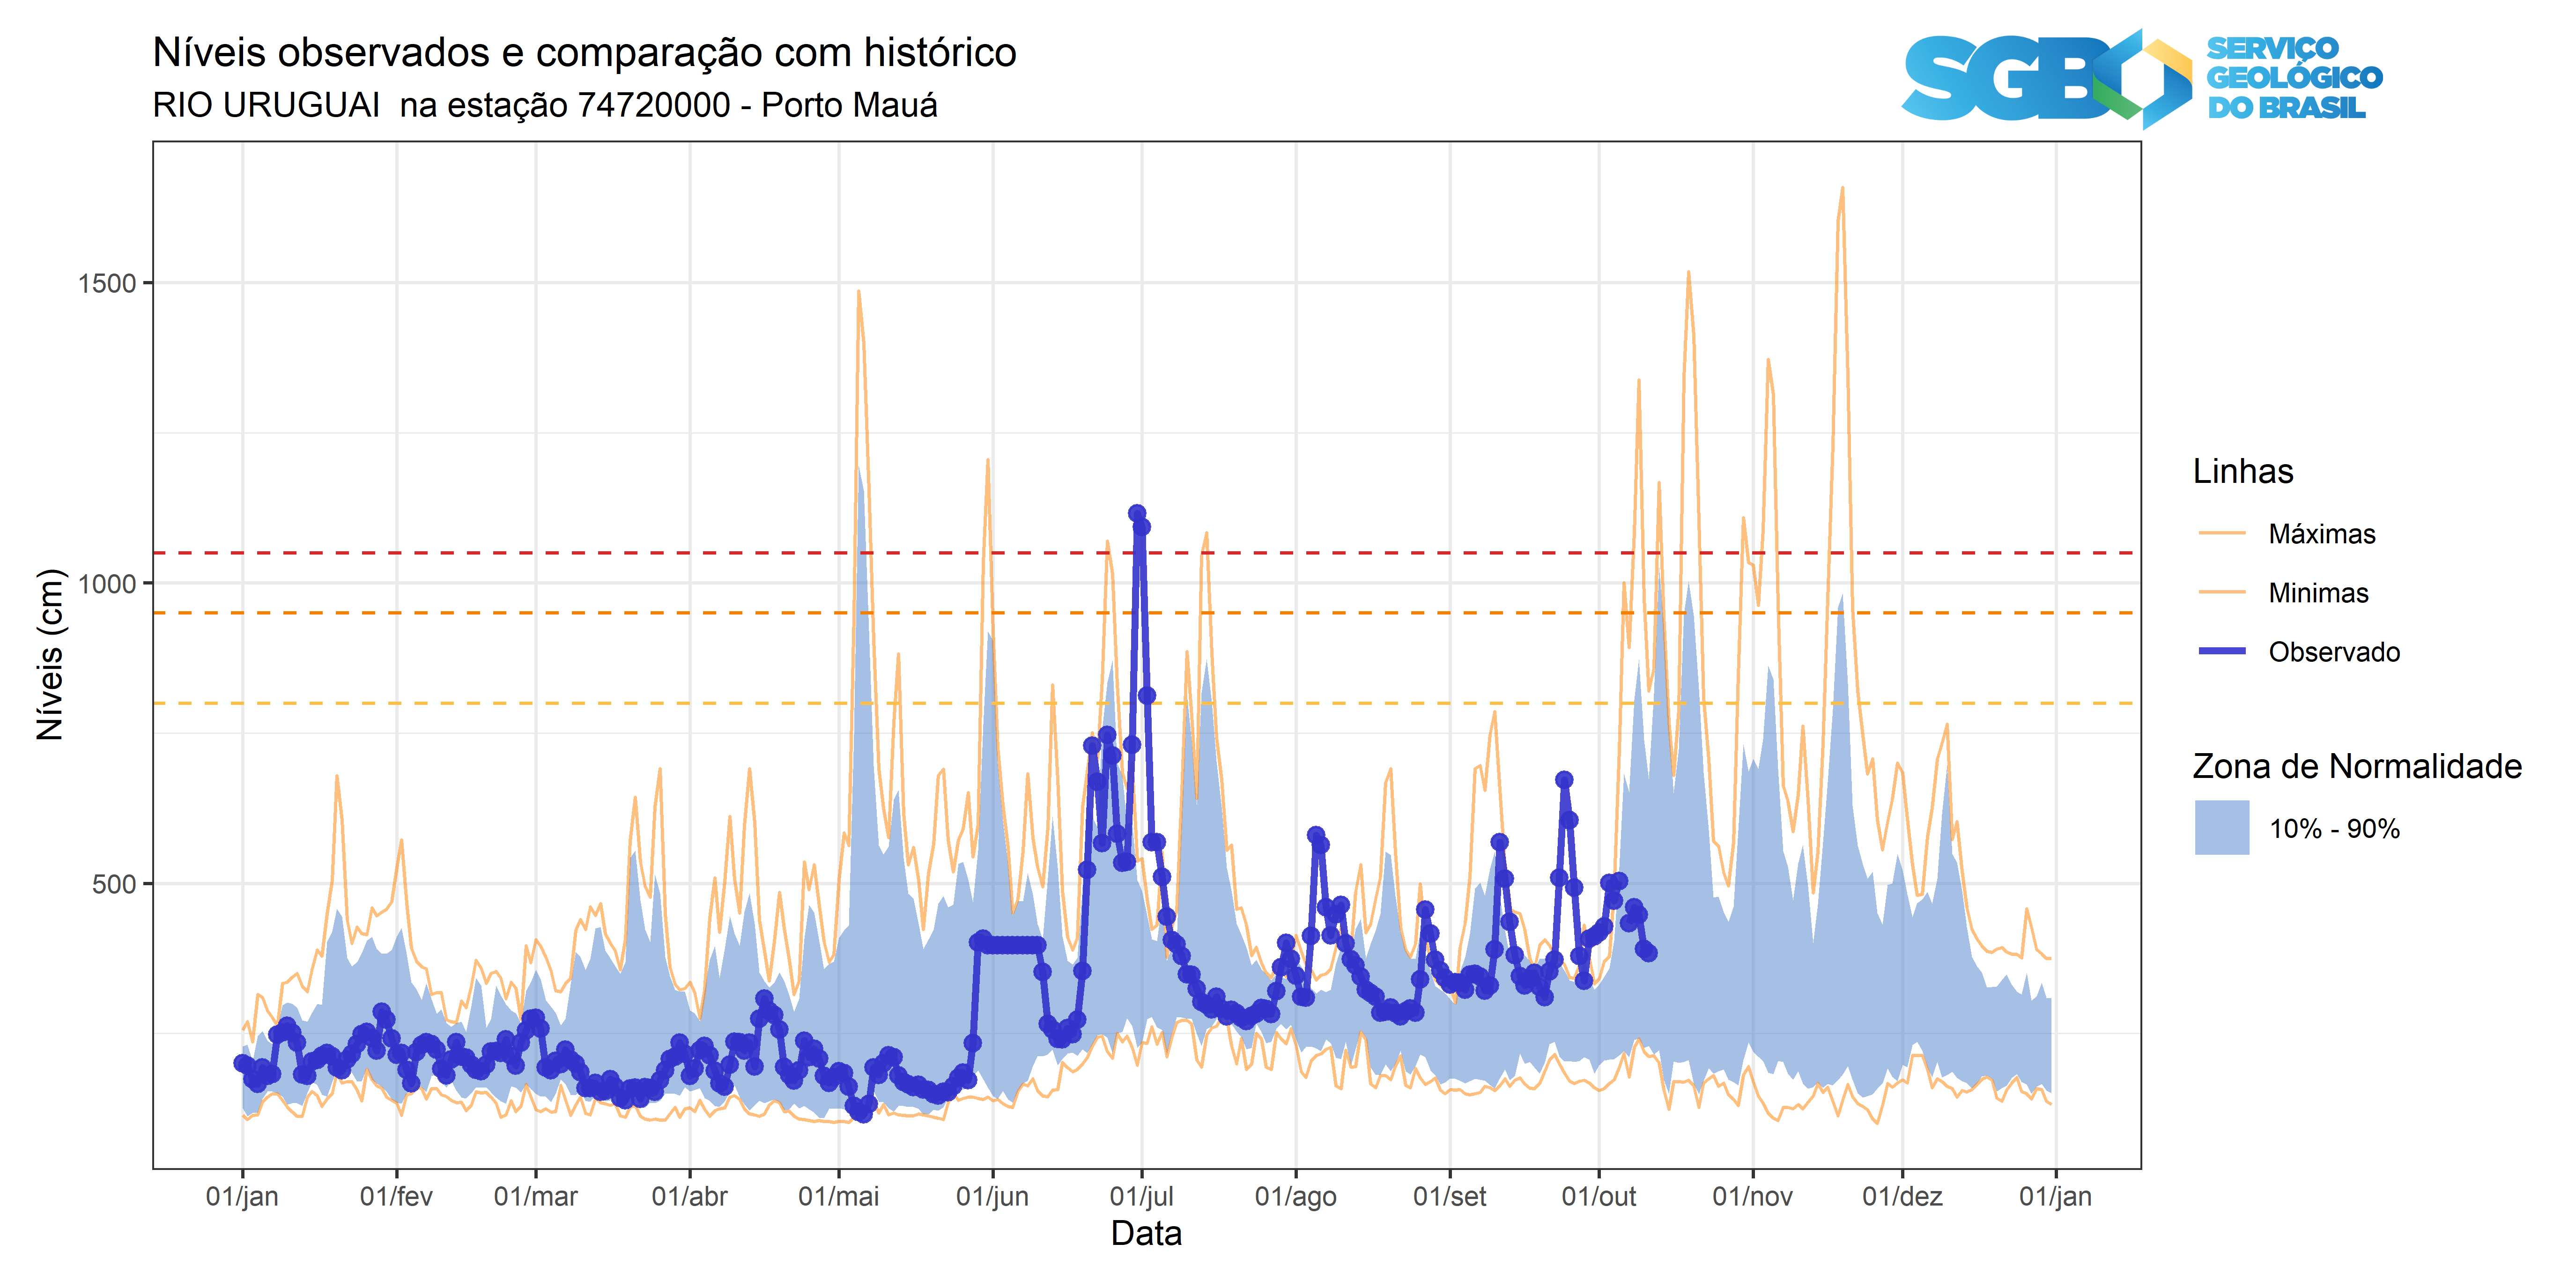 Níveis observados e comparação com histórico
RIO URUGUAI  na estação 74720000 - Porto Mauá
SGB
SERVIÇO
GEOLÓGICO
DO BRASIL
Níveis (cm)
1500
1000
500
01/jan
01/fev
01/mar
01/abr
01/mai
01/jun
01/jul
01/ago
01/set
01/out
01/nov
01/dez
01/jan
Data
Linhas
Máximas
Minimas
Observado
Zona de Normalidade
10% - 90%